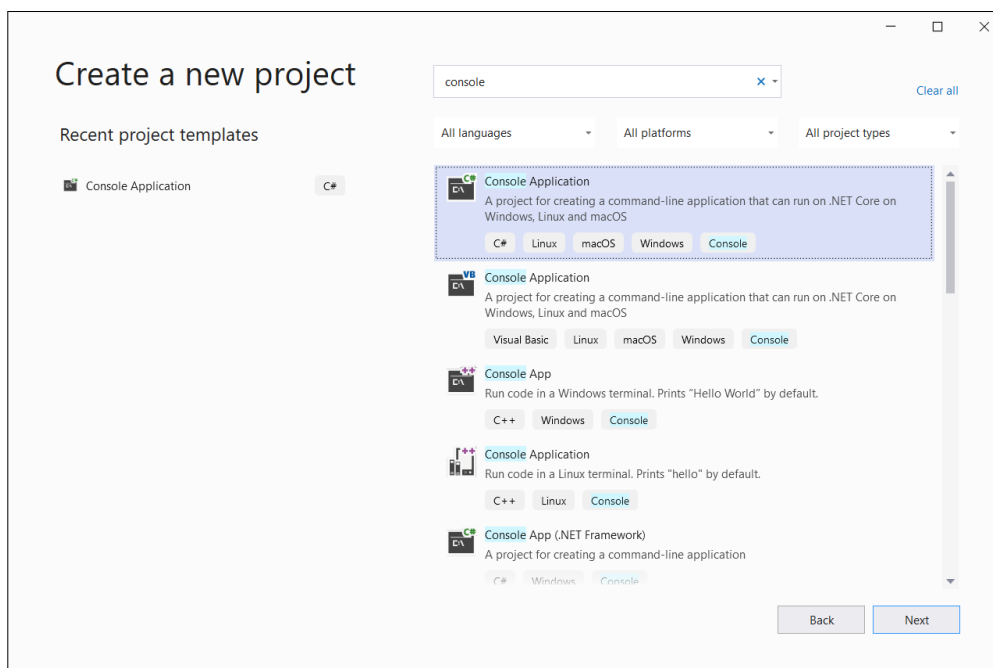 Create a new project
console
Clear all
Recent project templates
All languages
All platforms
All project types
Console Application
C#
C#
C:\
Console Application
A project for creating a command-line application that can run on .NET Core on
Windows, Linux and macOS
C# Linux macOS Windows Console
VB
C:\
Console Application
A project for creating a command-line application that can run on .NET Core on
Windows, Linux and macOS
Visual Basic Linux macOS Windows Console
++
C:\
Console App
Run code in a Windows terminal. Prints "Hello World" by default.
C++ Windows Console
++
Console Application
Run code in a Linux terminal. Prints "hello" by default.
C++ Linux Console
C#
C:\
Console App (.NET Framework)
A project for creating a command-line application
C# Windows Console
Back
Next